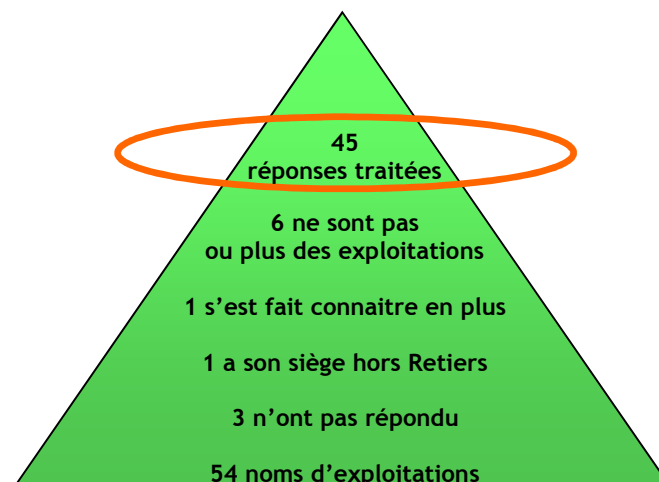 45
réponses traitées
6 ne sont pas
ou plus des exploitations
1 s’est fait connaitre en plus
1 a son siège hors Retiers
3 n’ont pas répondu
54 noms d’exploitations